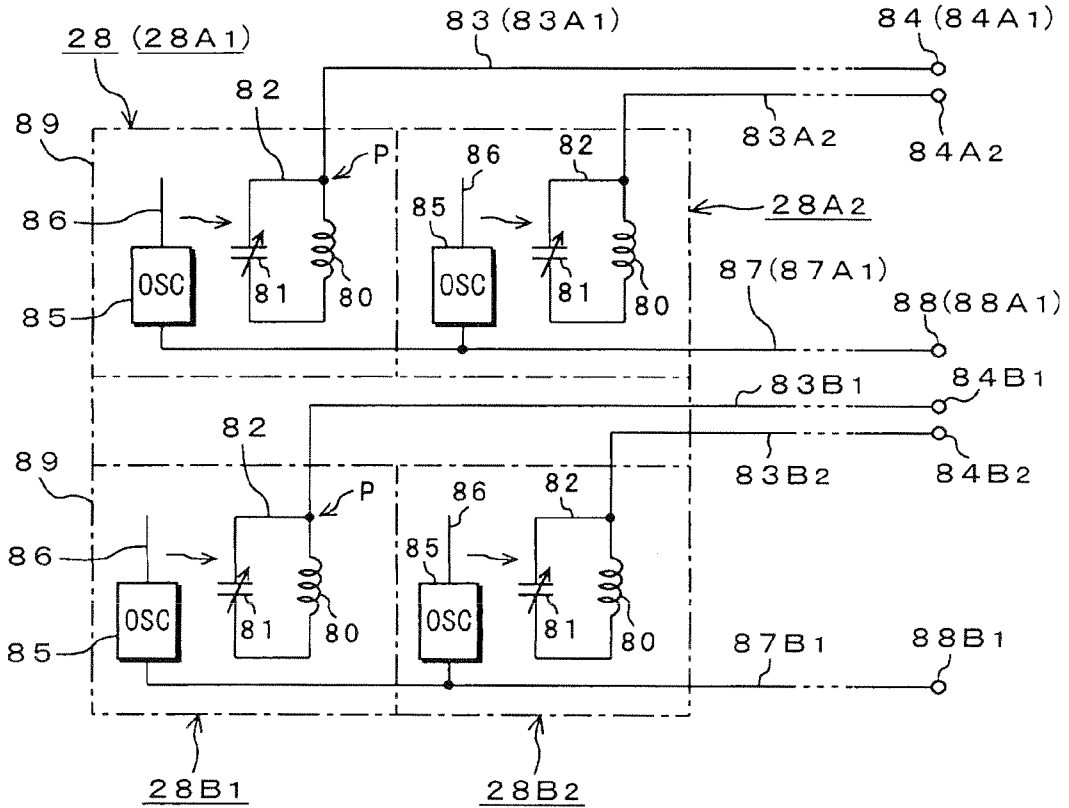 83 (83A1)
84 (84A1)
28 (28A1)
82
83A2
84A2
89
P
86
82
28A2
86
85
OSC
81
80
OSC
81
80
85
87(87A1)
88(88A1)
83B1
84B1
82
83B2
84B2
89
P
86
82
86
85
OSC
81
80
OSC
81
80
85
87B1
88B1
28B1
28B2